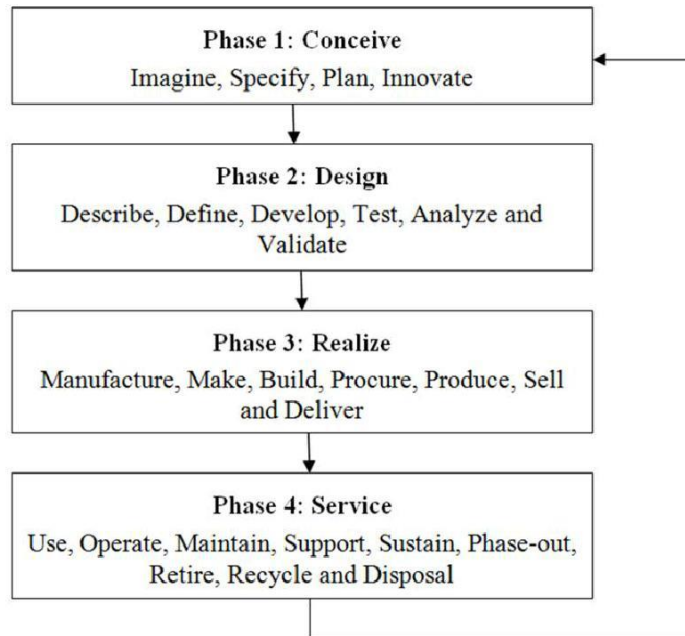 Phase 1: Conceive
Imagine, Specify, Plan, Innovate
Phase 2: Design
Describe, Define, Develop, Test, Analyze and
Validate
Phase 3: Realize
Manufacture, Make, Build, Procure, Produce, Sell
and Deliver
Phase 4: Service
Use, Operate, Maintain, Support, Sustain, Phase-out,
Retire, Recycle and Disposal